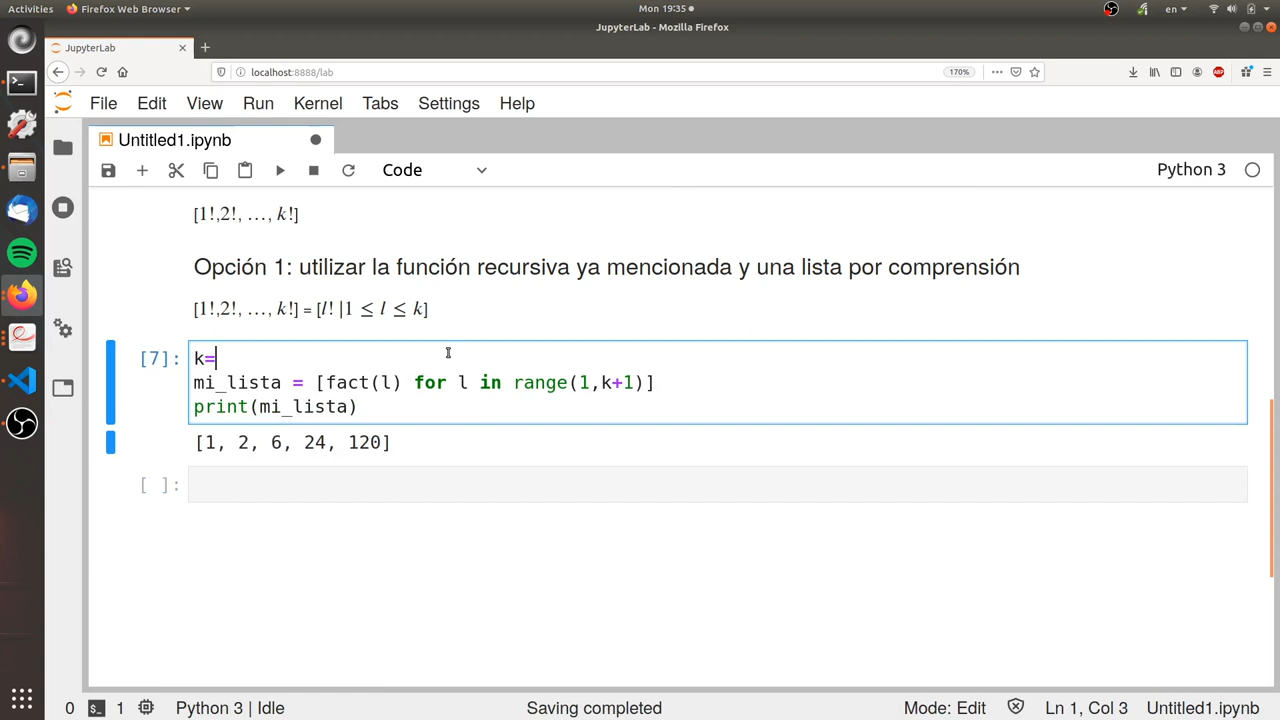 Activities Firefox Web Browser Mon 19:35 en
JupyterLab - Mozilla Firefox
JupyterLab
localhost:8888/lab 170% ABP
File Edit View Run Kernel Tabs Settings Help
Untitled1.ipynb
Code Python 3
[1!,2!, …, k!]
Opción 1: utilizar la función recursiva ya mencionada y una lista por comprensión
[1!,2!, …, k!] = [l! |1 ≤ l ≤ k]
[7]: k=
mi_lista = [fact(l) for l in range(1,k+1)]
print(mi_lista)
[1, 2, 6, 24, 120]
[ ]:
0 $_ 1 Python 3 | Idle Saving completed Mode: Edit Ln 1, Col 3 Untitled1.ipynb